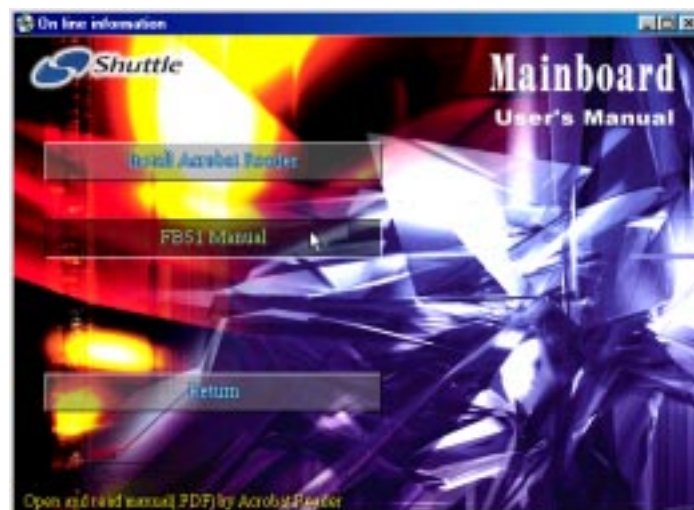 On line information
Shuttle
Mainboard
User's Manual
Install Acrobat Reader
FB51 Manual
Return
Open and read manual(.PDF) by Acrobat Reader